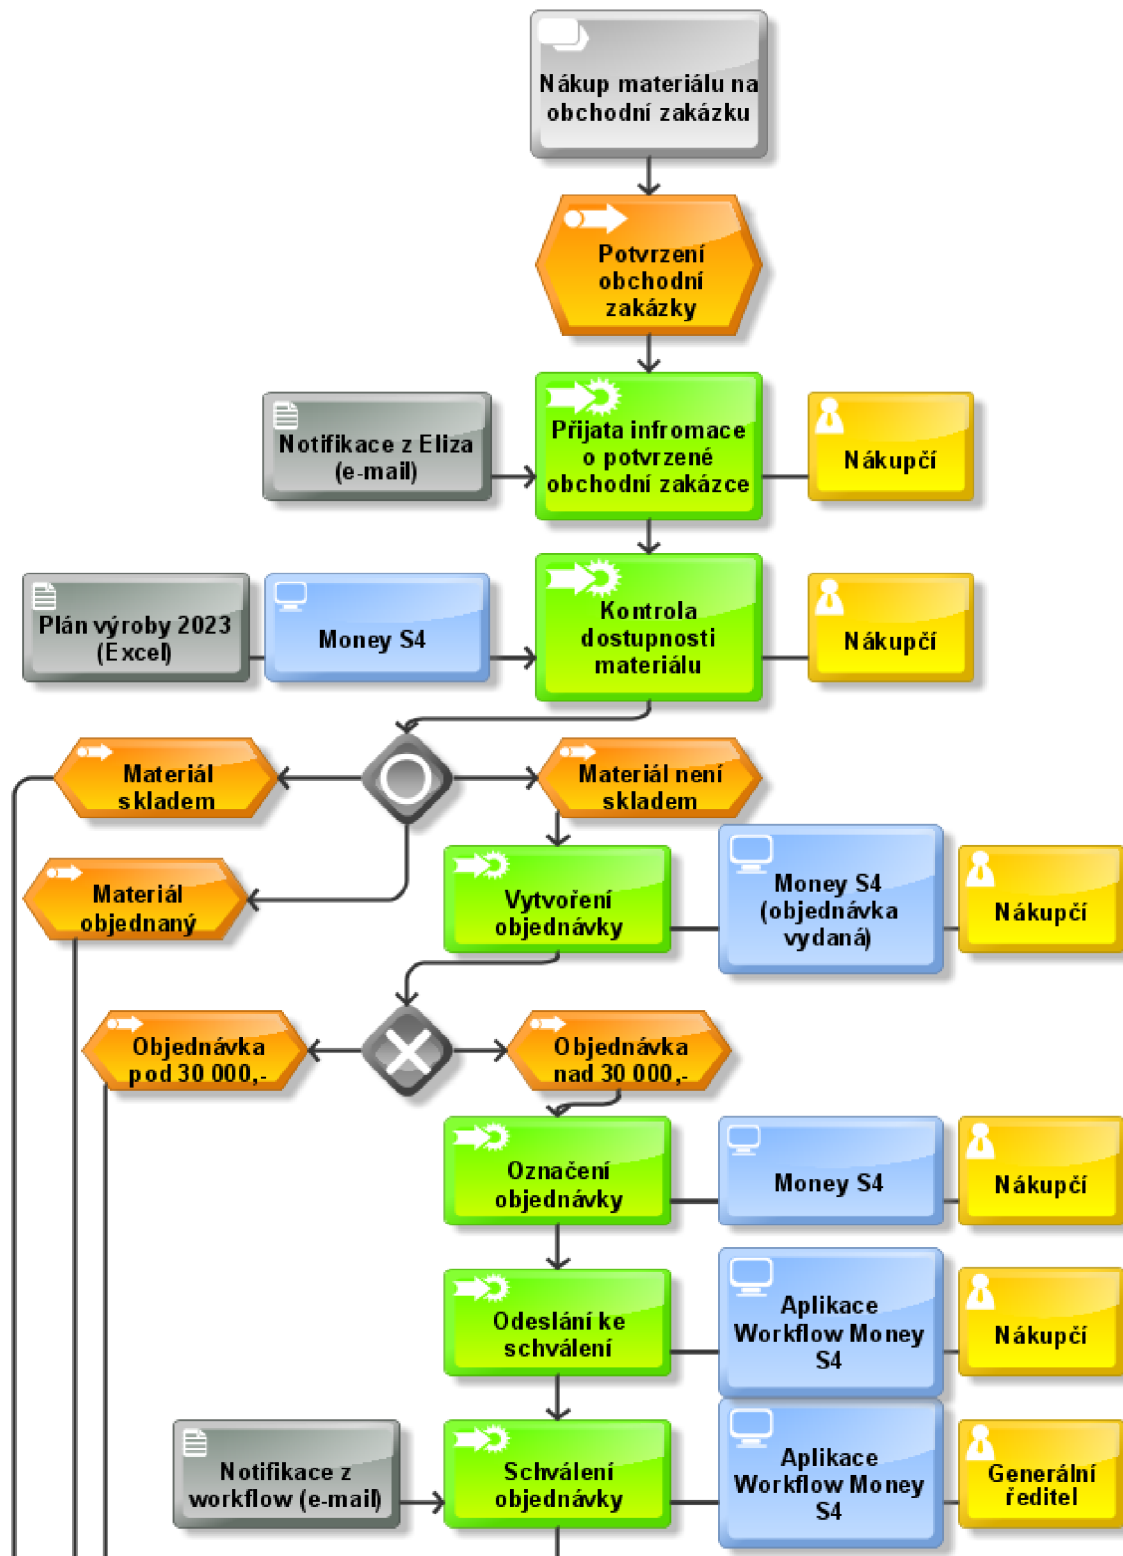 Nákup materiálu na
obchodní zakázku
Potvrzení
obchodní
zakázky
Notifikace z Eliza
(e-mail)
Přijata infromace
o potvrzené
obchodní zakázce
Nákupčí
Plán výroby 2023
(Excel)
Money S4
Kontrola
dostupnosti
materiálu
Nákupčí
Materiál
skladem
Materiál není
skladem
Materiál
objednaný
Vytvoření
objednávky
Money S4
(objednávka
vydaná)
Nákupčí
Objednávka
pod 30 000,-
Objednávka
nad 30 000,-
Označení
objednávky
Money S4
Nákupčí
Odeslání ke
schválení
Aplikace
Workflow Money
S4
Nákupčí
Notifikace z
workflow (e-mail)
Schválení
objednávky
Aplikace
Workflow Money
S4
Generální
ředitel